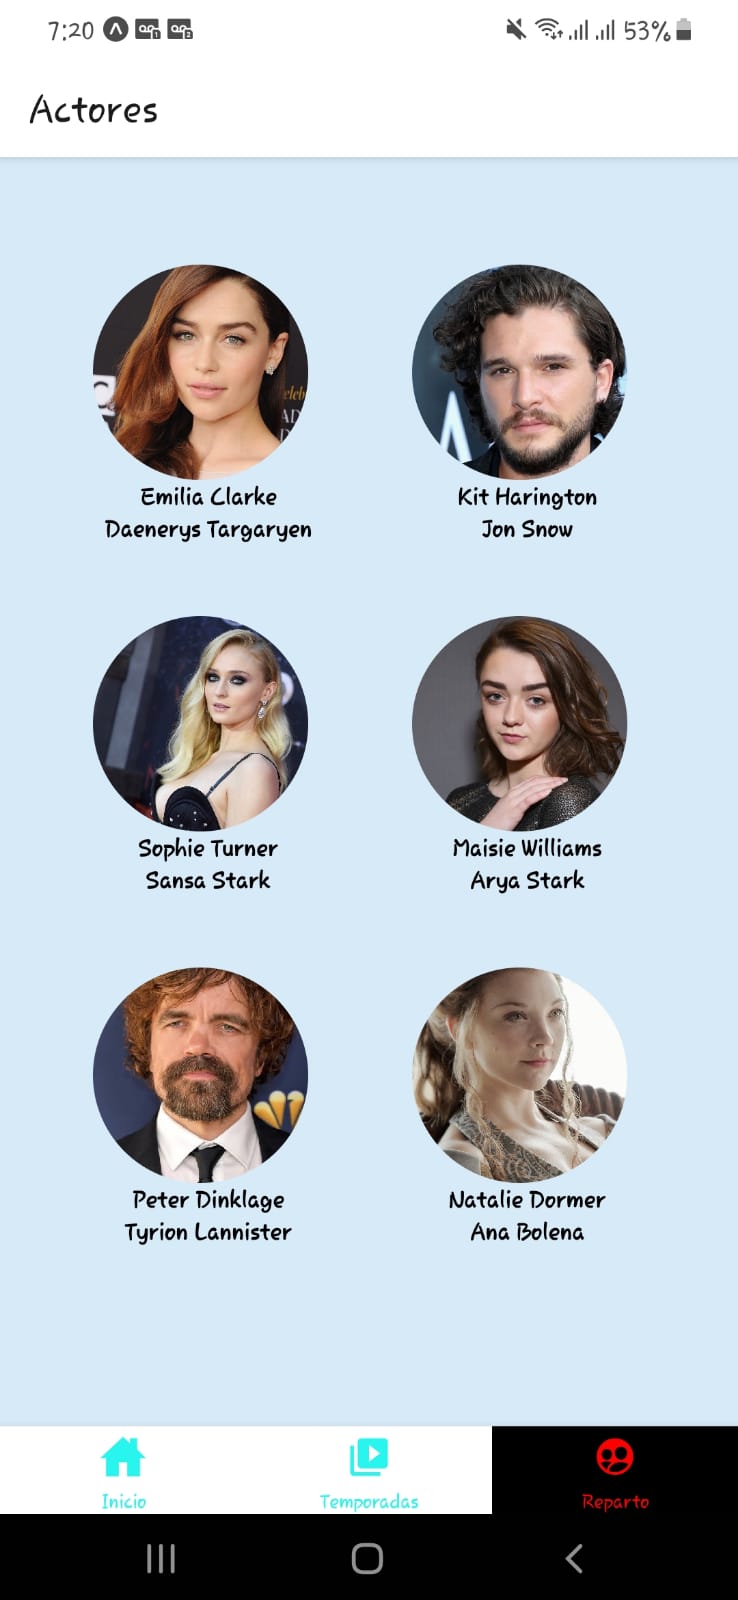 7:20 53%
Actores
Emilia Clarke
Daenerys Targaryen
Kit Harington
Jon Snow
Sophie Turner
Sansa Stark
Maisie Williams
Arya Stark
Peter Dinklage
Tyrion Lannister
Natalie Dormer
Ana Bolena
Inicio
Temporadas
Reparto